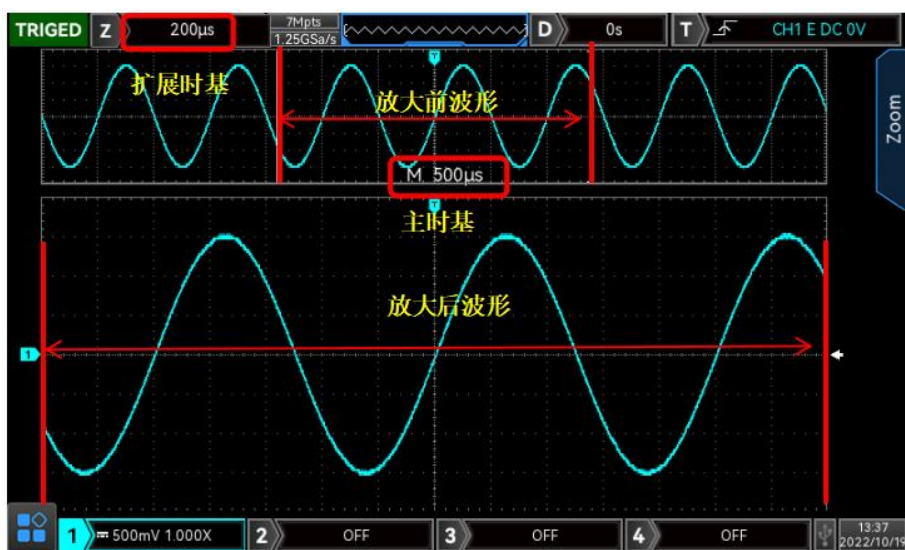 TRIGED Z 200μs 7Mpts D 0s T CH1 E DC 0V
1.25GSa/s
T
扩展时基
放大前波形
Zoom
M 500μs
T
主时基
放大后波形
1
1 500mV 1.000X 2 OFF 3 OFF 4 OFF 13:37
2022/10/19